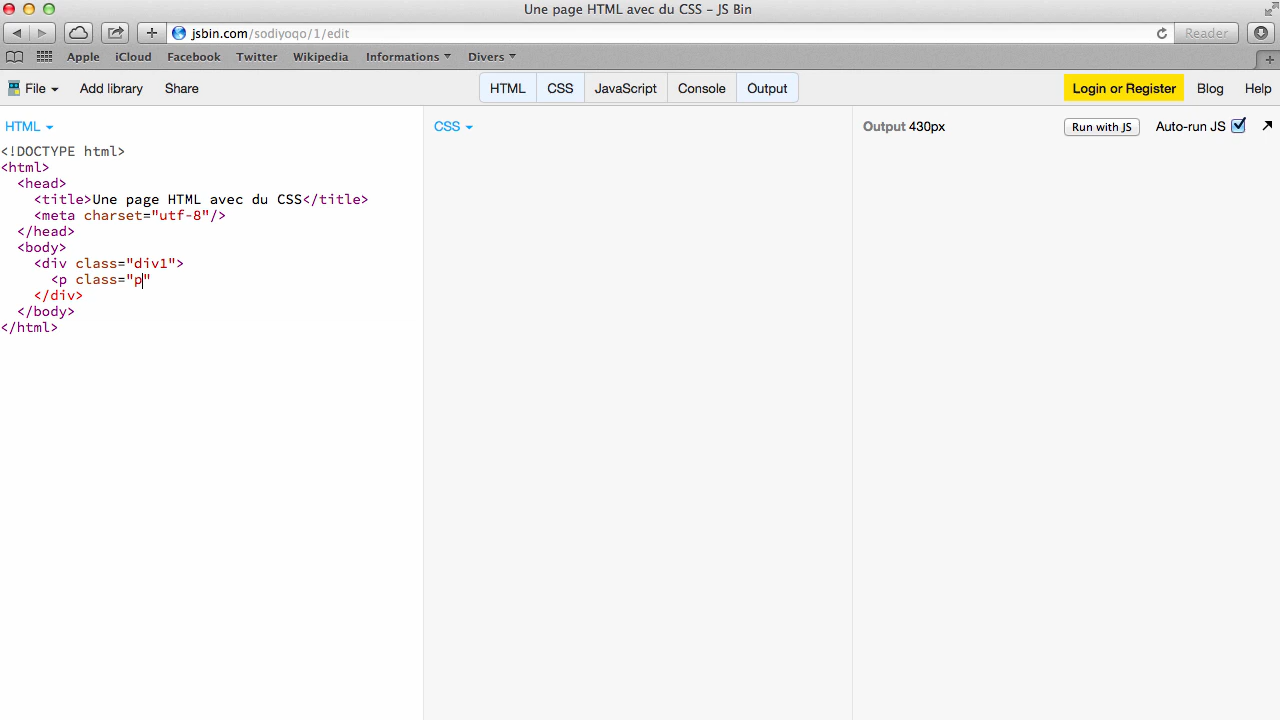 Une page HTML avec du CSS – JS Bin
jsbin.com/sodiyoqo/1/edit
Reader
Apple iCloud Facebook Twitter Wikipedia Informations Divers
File Add library Share HTML CSS JavaScript Console Output Login or Register Blog Help
HTML
<!DOCTYPE html>
<html>
<head>
<title>Une page HTML avec du CSS</title>
<meta charset="utf-8"/>
</head>
<body>
<div class="div1">
<p class="p"
</div>
</body>
</html>
CSS
Output 430px
Run with JS
Auto-run JS